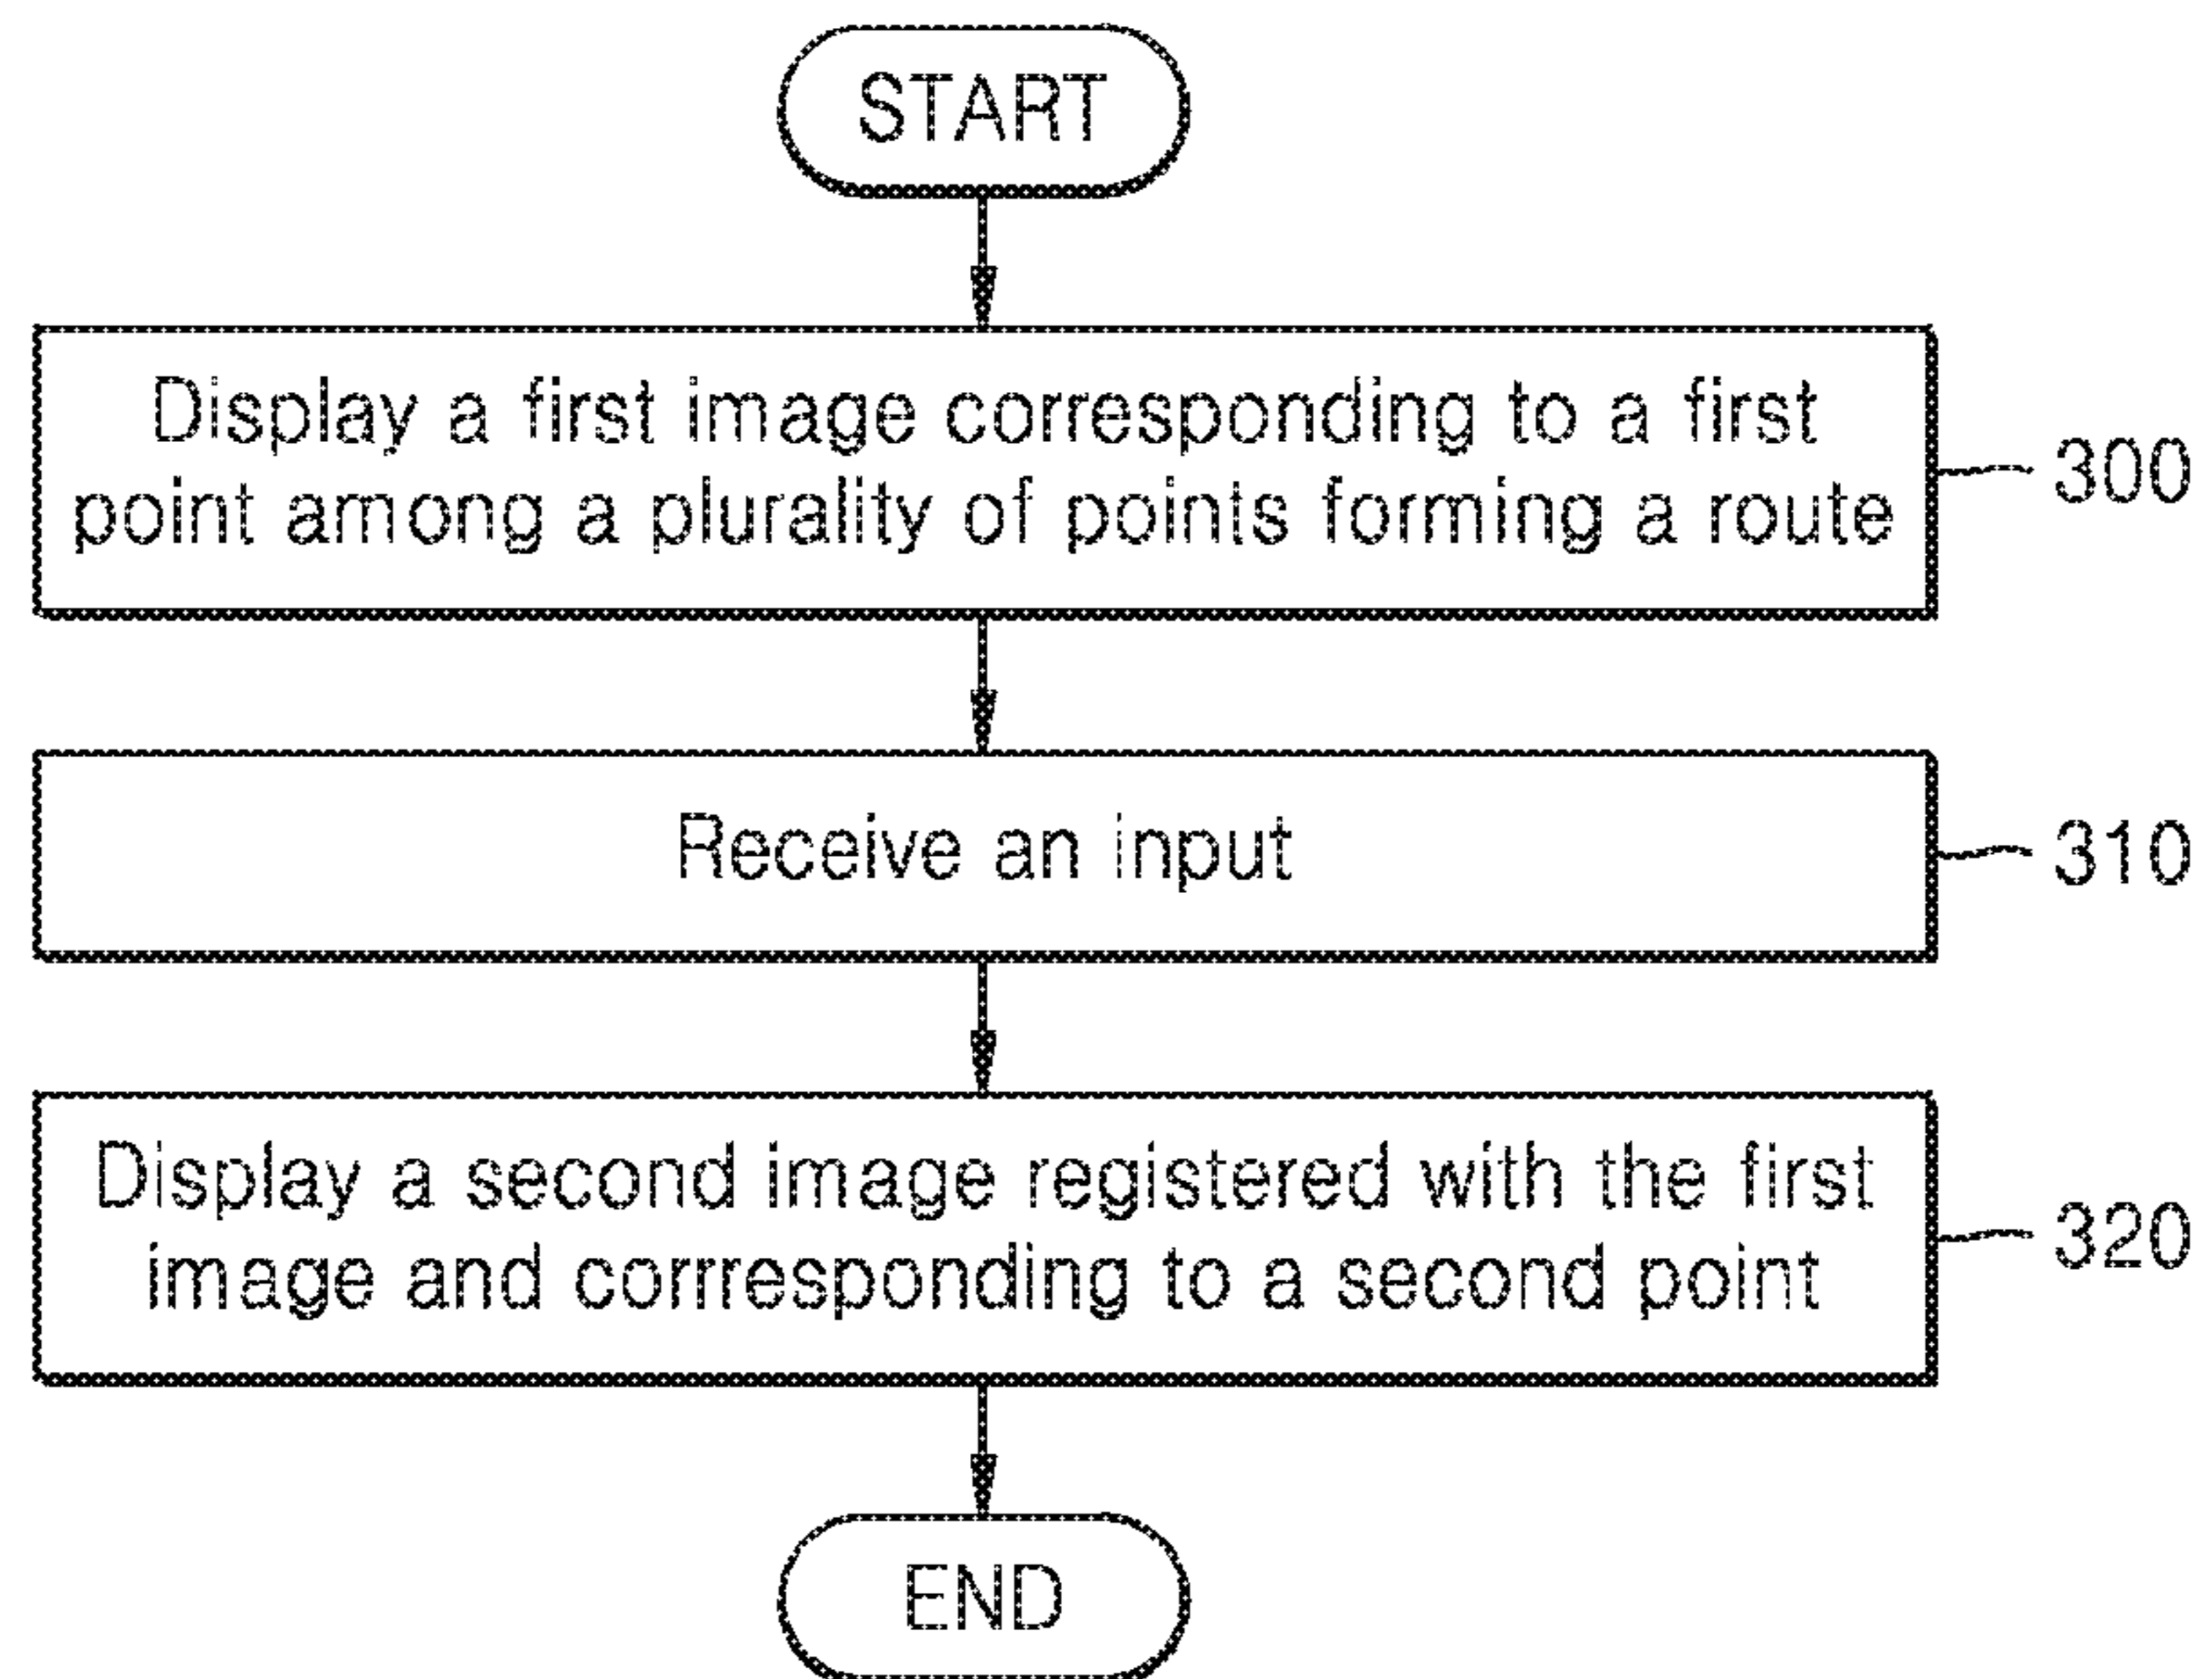 START
Display a first image corresponding to a first
point among a plurality of points forming a route
300
Receive an input
310
Display a second image registered with the first
image and corrresponding to a second point
320
END